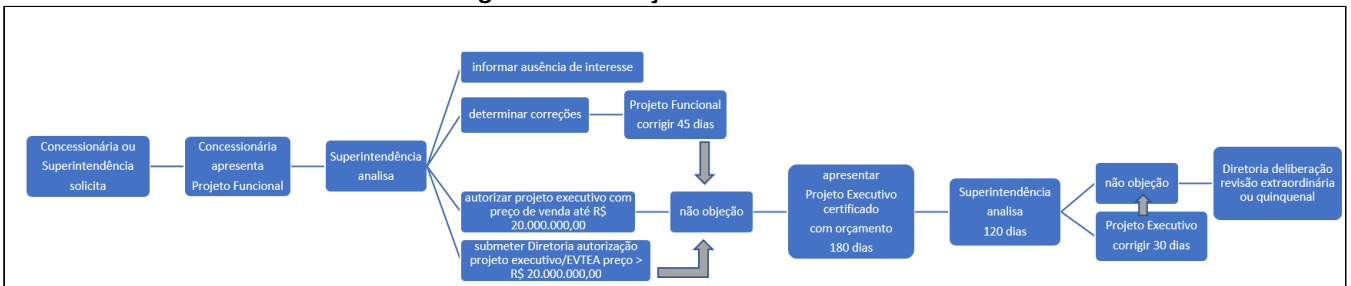 informar ausência de interesse
determinar correções
Projeto Funcional
corrigir 45 dias
Concessionária ou
Superintendência
solicita
Concessionária
apresenta
Projeto Funcional
Superintendência
analisa
autorizar projeto executivo com
preço de venda até R$
20.000.000,00
submeter Diretoria autorização
projeto executivo/EVTEA preço >
R$ 20.000.000,00
não objeção
apresentar
Projeto Executivo
certificado
com orçamento
180 dias
Superintendência
analisa
120 dias
não objeção
Projeto Executivo
corrigir 30 dias
Diretoria deliberação
revisão extraordinária
ou quinquenal